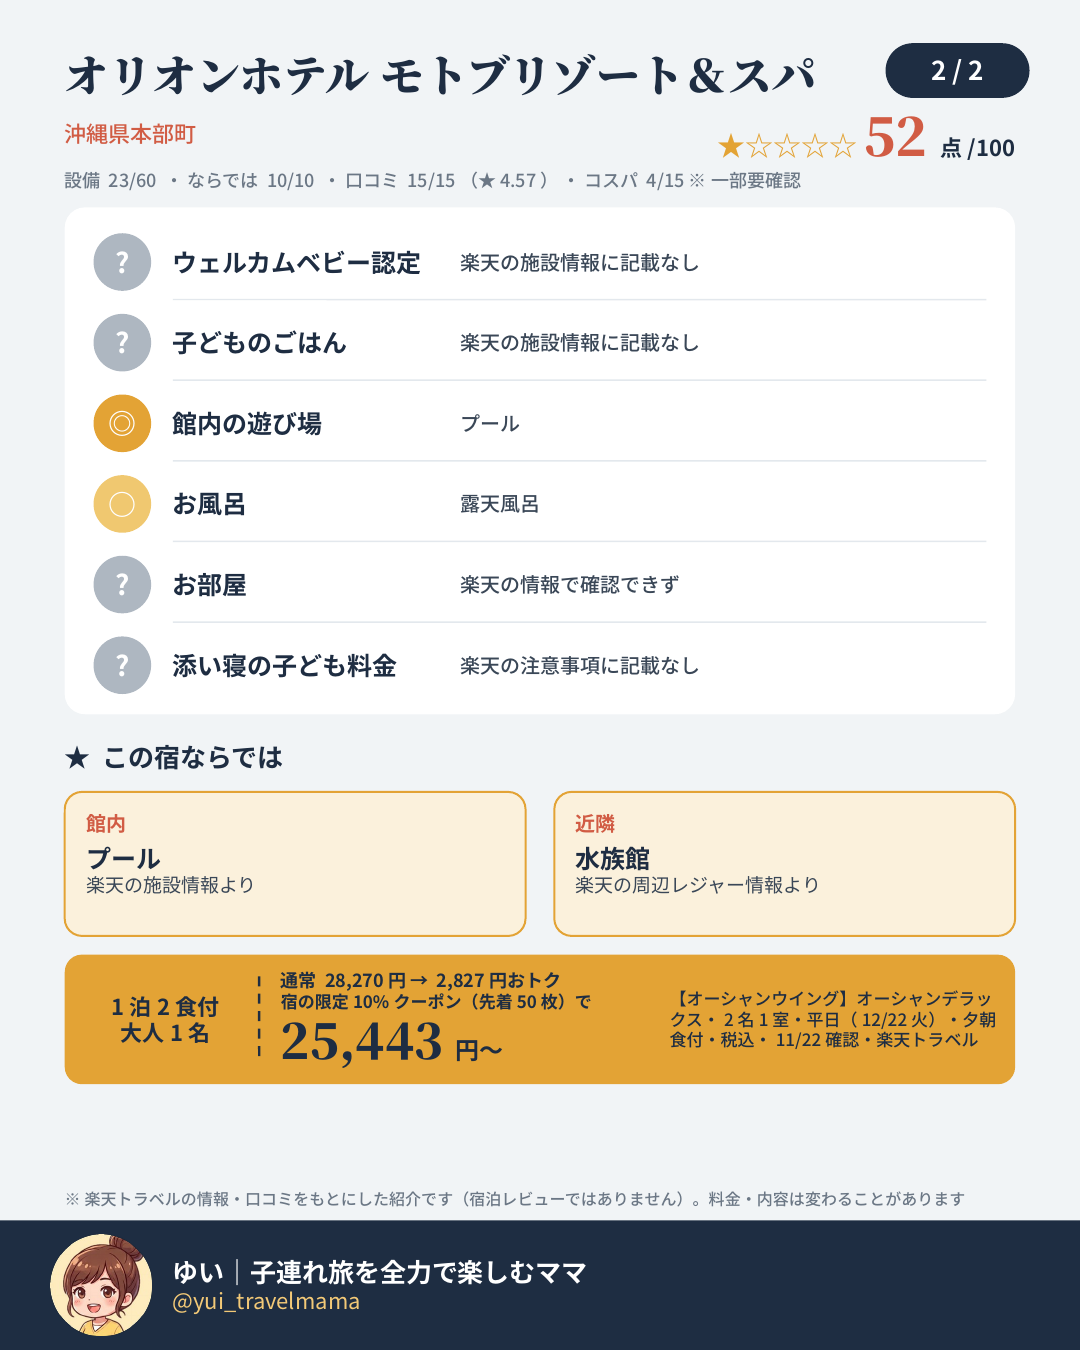 オリオンホテル モトブリゾート＆スパ
2 / 2
沖縄県本部町
★☆☆☆☆ 52 点 /100
設備 23/60 ・ ならでは 10/10 ・ 口コミ 15/15 （★ 4.57 ） ・ コスパ 4/15 ※ 一部要確認
? ウェルカムベビー認定 楽天の施設情報に記載なし
? 子どものごはん 楽天の施設情報に記載なし
◎ 館内の遊び場 プール
○ お風呂 露天風呂
? お部屋 楽天の情報で確認できず
? 添い寝の子ども料金 楽天の注意事項に記載なし
★ この宿ならでは
館内
プール
楽天の施設情報より
近隣
水族館
楽天の周辺レジャー情報より
1 泊 2 食付
大人 1 名
通常 28,270 円 → 2,827 円おトク
宿の限定 10% クーポン（先着 50 枚）で
25,443 円～
【オーシャンウイング】オーシャンデラッ
クス・ 2 名 1 室・平日（ 12/22 火）・夕朝
食付・税込・ 11/22 確認・楽天トラベル
※ 楽天トラベルの情報・口コミをもとにした紹介です（宿泊レビューではありません）。料金・内容は変わることがあります
ゆい｜子連れ旅を全力で楽しむママ
@yui_travelmama